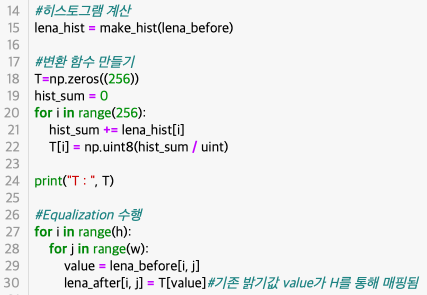 14 #히스토그램 계산
15 lena_hist = make_hist(lena_before)
16
17 #변환 함수 만들기
18 T=np.zeros((256))
19 hist_sum = 0
20 for i in range(256):
21     hist_sum += lena_hist[i]
22     T[i] = np.uint8(hist_sum / uint)
23
24 print("T : ", T)
25
26 #Equalization 수행
27 for i in range(h):
28     for j in range(w):
29         value = lena_before[i, j]
30         lena_after[i, j] = T[value]#기존 밝기값 value가 H를 통해 매핑됨